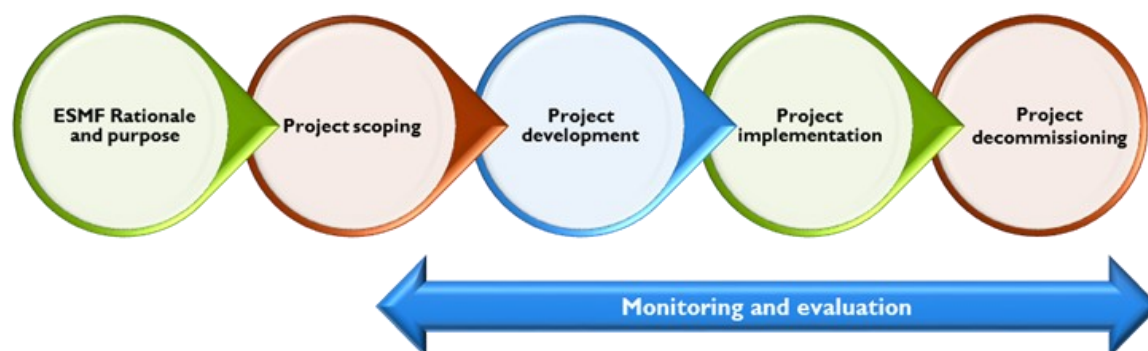 ESMF Rationale
and purpose
Project scoping
Project
development
Project
implementation
Project
decommissioning
Monitoring and evaluation